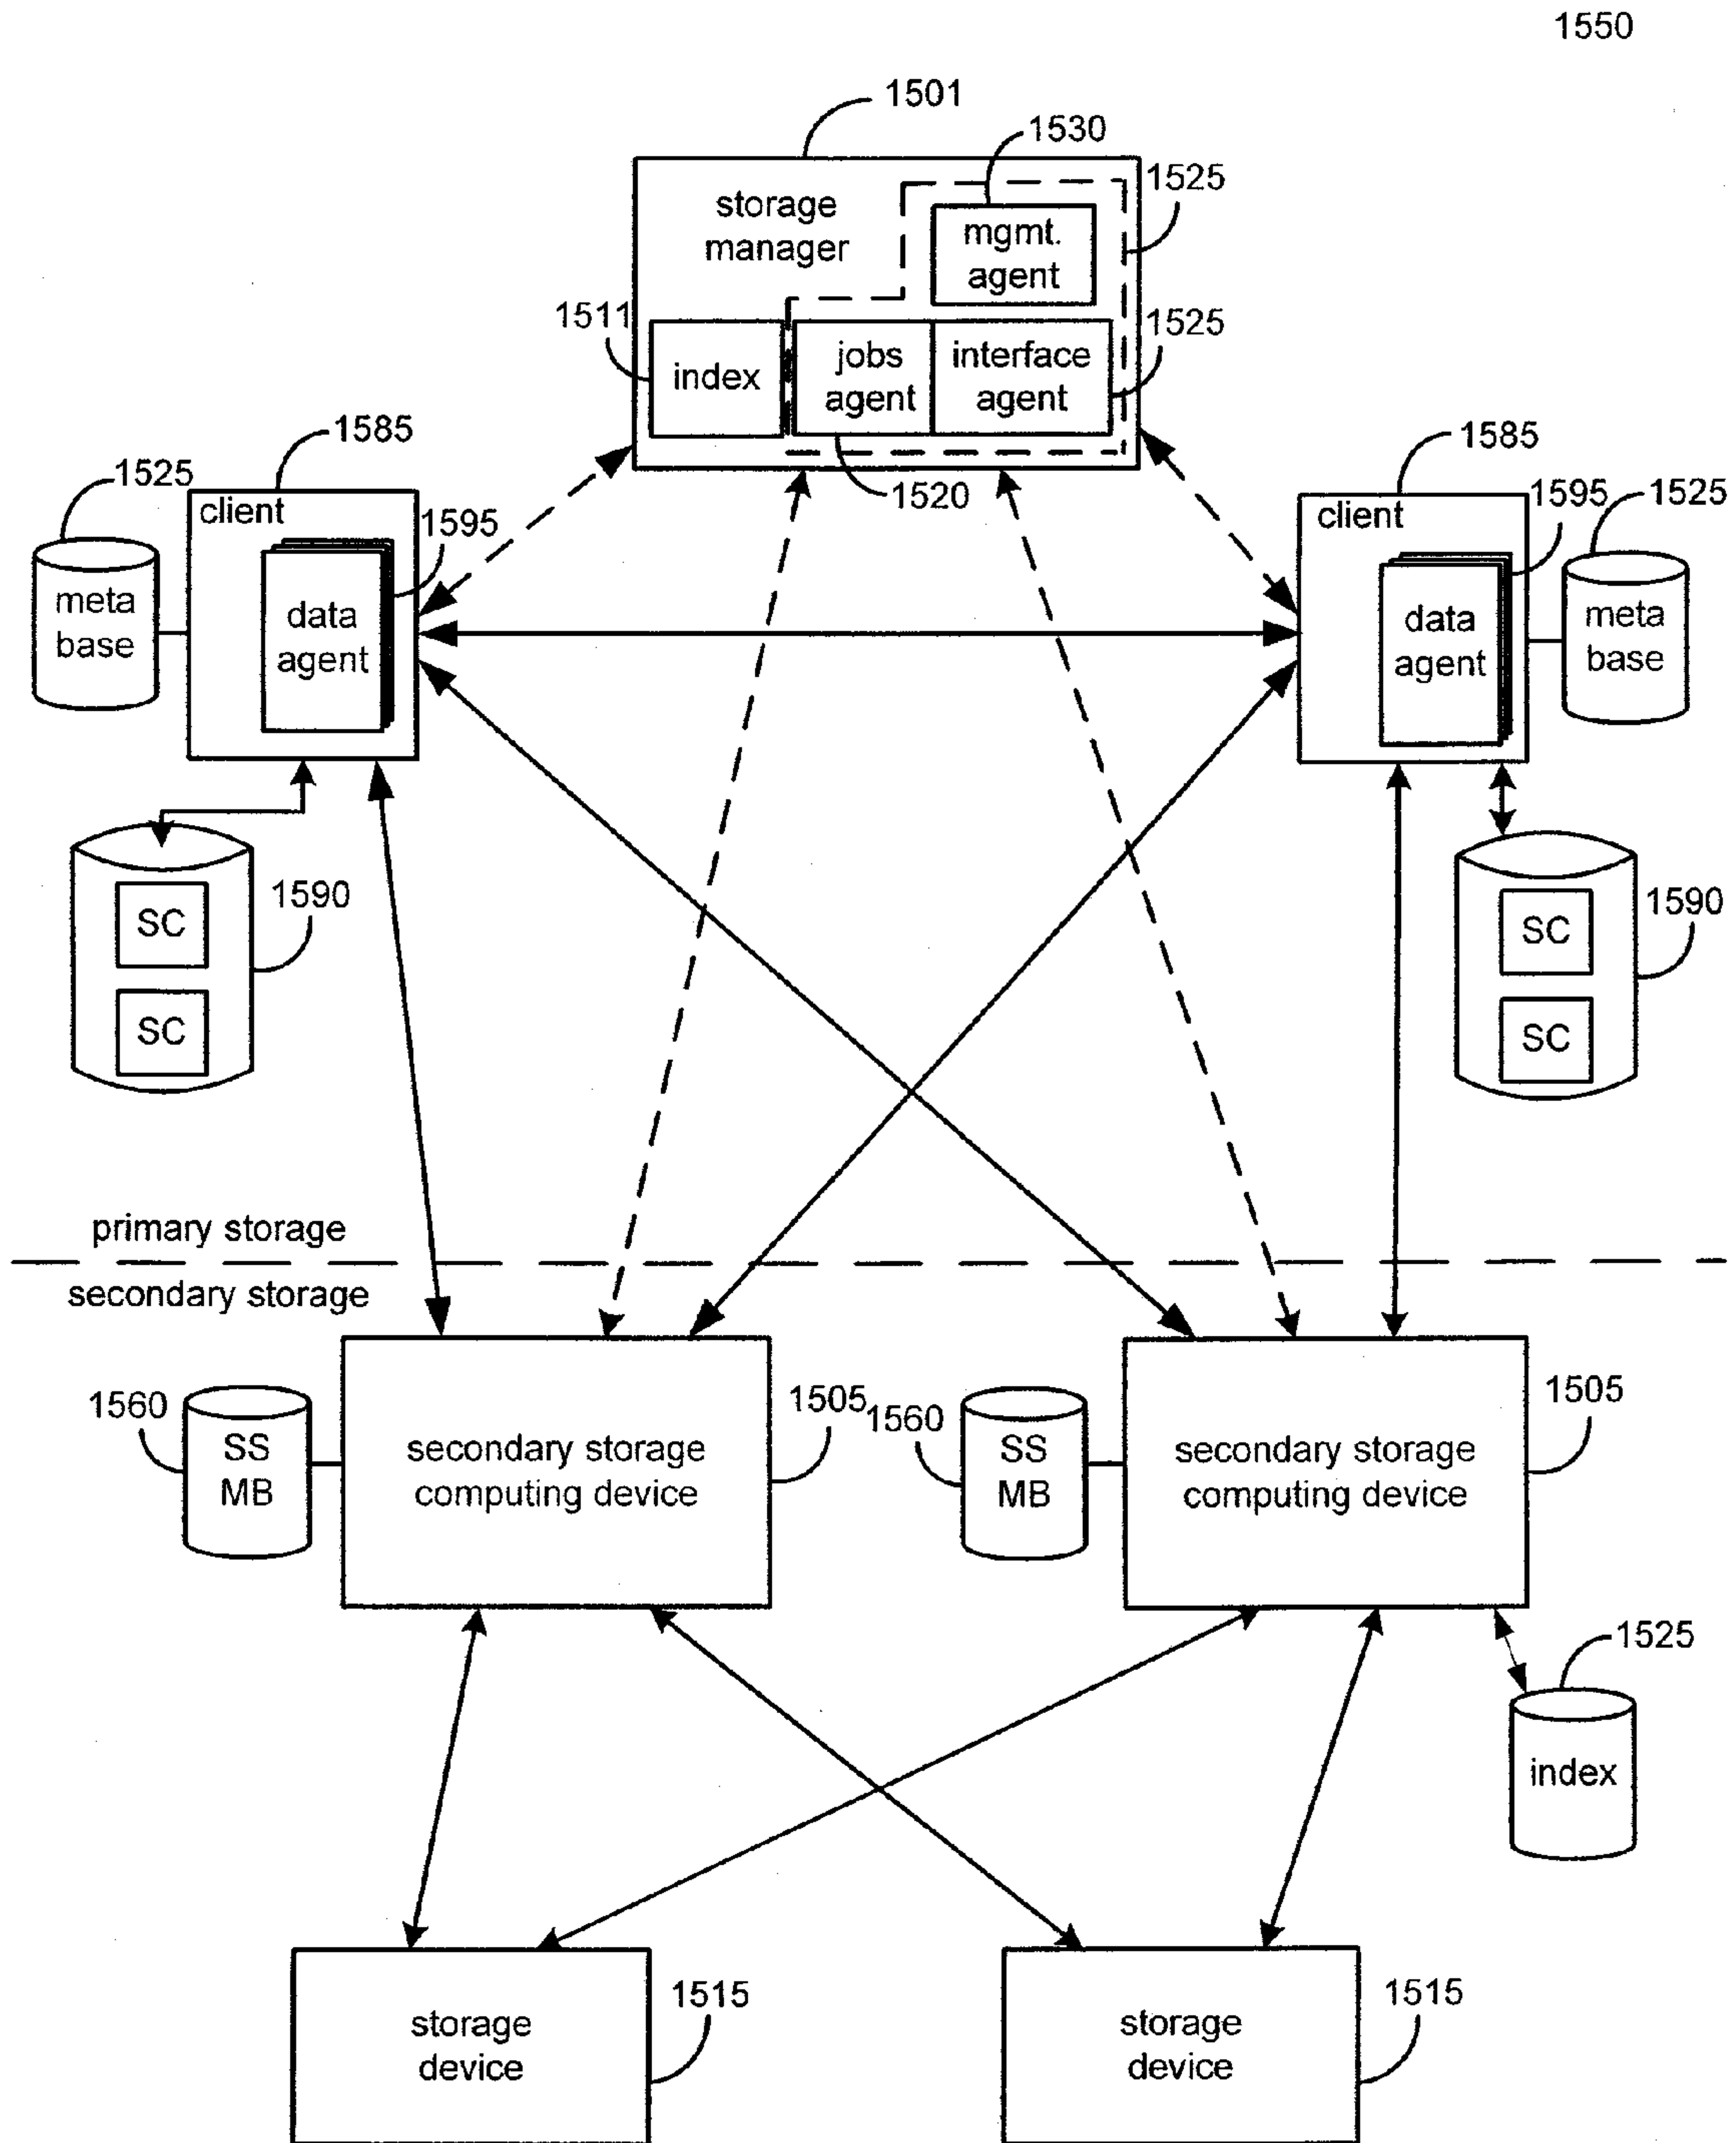 1550
1501
1530
1525
storage
manager
mgmt.
agent
1511
1525
index
jobs
agent
interface
agent
1520
1585
1585
1525
client
1595
client
1595
1525
meta
base
data
agent
data
agent
meta
base
1590
SC
SC
1590
SC
SC
primary storage
secondary storage
1560
SS
MB
secondary storage
computing device
1505
1560
SS
MB
secondary storage
computing device
1505
1525
index
storage
device
1515
storage
device
1515